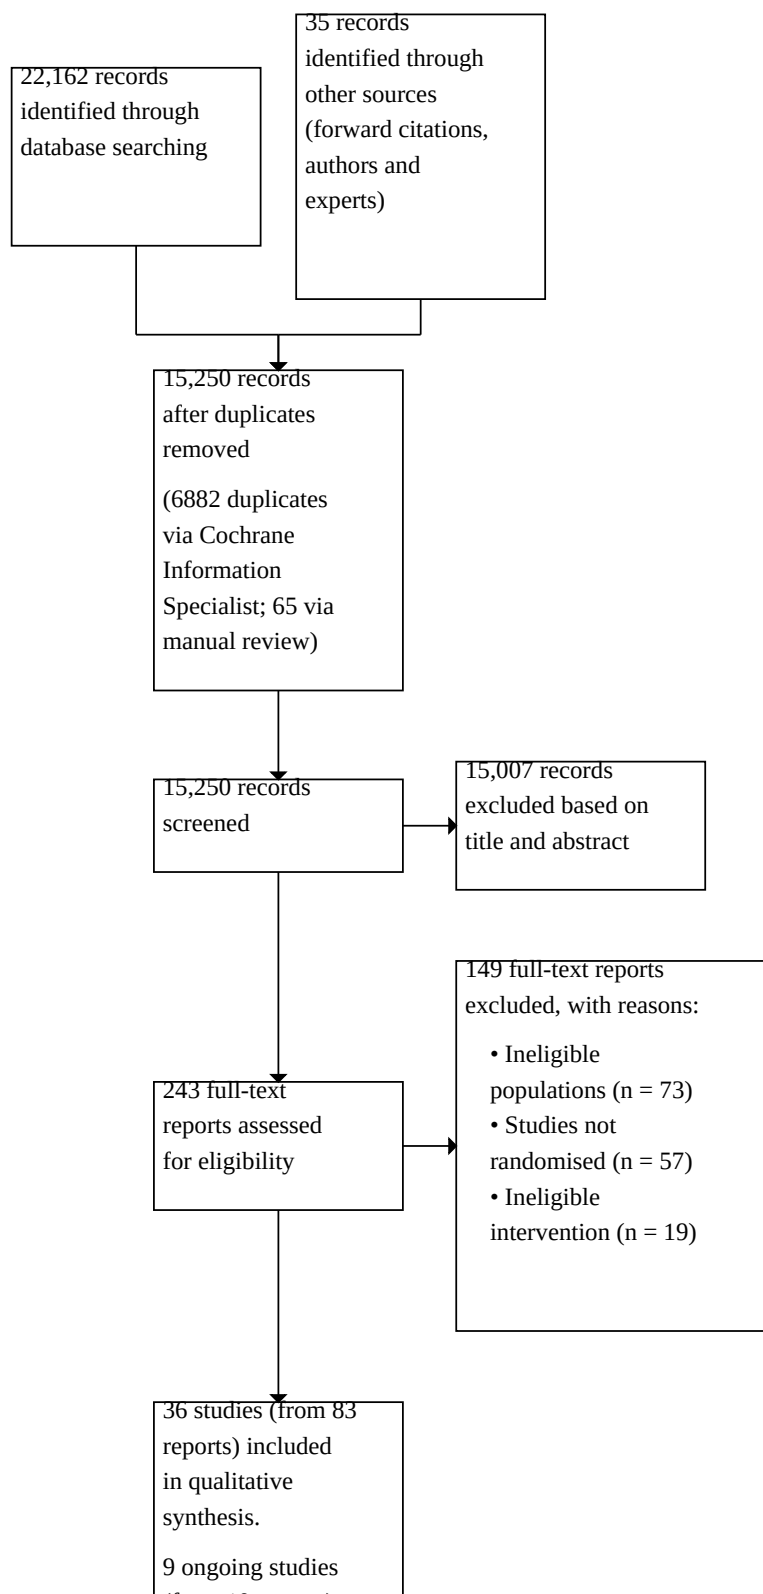 35 records
identified through
other sources
(forward citations,
authors and
experts)
22,162 records
identified through
database searching
15,250 records
after duplicates
removed
(6882 duplicates
via Cochrane
Information
Specialist; 65 via
manual review)
15,250 records
screened
15,007 records
excluded based on
title and abstract
149 full-text reports
excluded, with reasons:
• Ineligible
populations (n = 73)
• Studies not
randomised (n = 57)
• Ineligible
intervention (n = 19)
243 full-text
reports assessed
for eligibility
36 studies (from 83
reports) included
in qualitative
synthesis.
9 ongoing studies